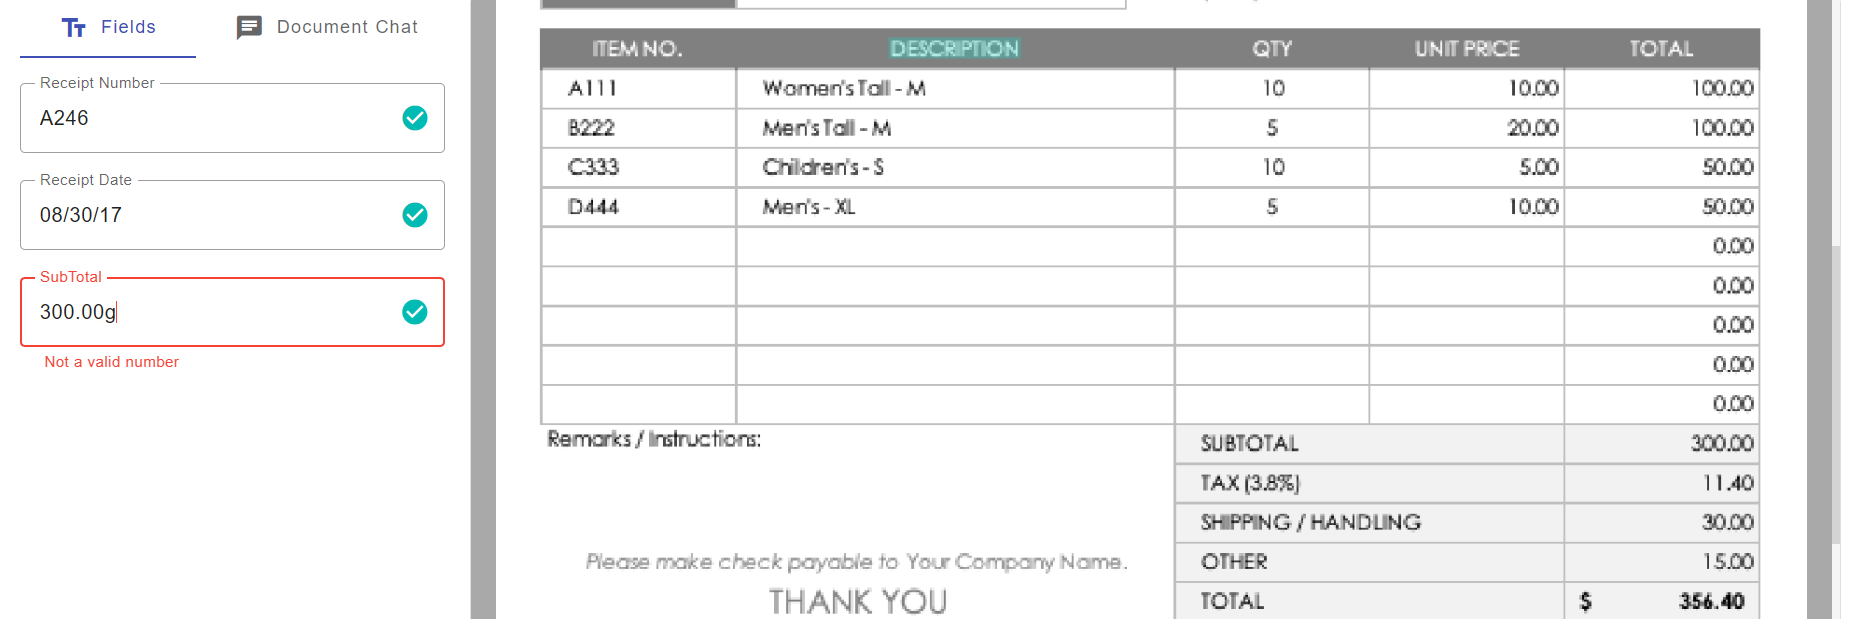 Fields
Document Chat
Receipt Number
A246
Receipt Date
08/30/17
SubTotal
300.00g
Not a valid number
ITEM NO. DESCRIPTION QTY UNIT PRICE TOTAL
A111 Women's Tall - M 10 10.00 100.00
B222 Men's Tall - M 5 20.00 100.00
C333 Children's - S 10 5.00 50.00
D444 Men's - XL 5 10.00 50.00
0.00
0.00
0.00
0.00
0.00
Remarks / Instructions:
SUBTOTAL 300.00
TAX (3.8%) 11.40
SHIPPING / HANDLING 30.00
Please make check payable to Your Company Name.
OTHER 15.00
THANK YOU
TOTAL $ 356.40